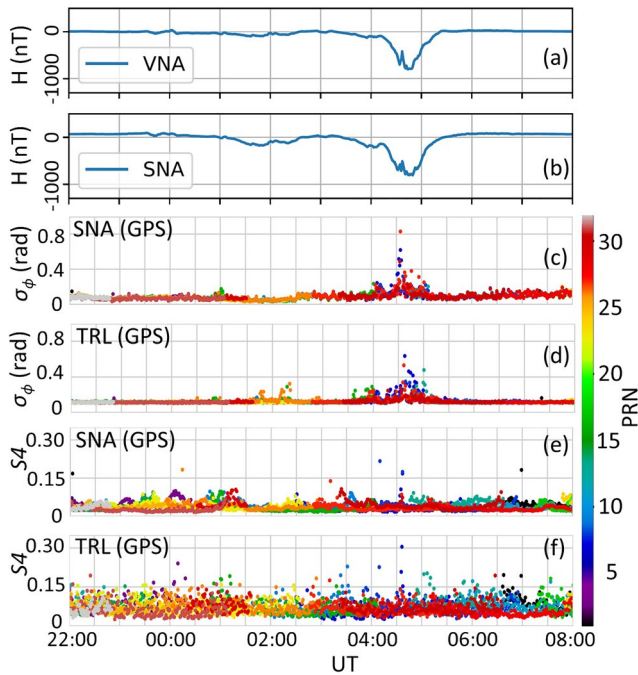 0
-1000
H (nT)
VNA
(a)
0
-1000
H (nT)
SNA
(b)
SNA (GPS)
0.8
0.4
0
σϕ (rad)
(c)
TRL (GPS)
0.8
0.4
0
σϕ (rad)
(d)
SNA (GPS)
0.30
0.15
0
S4
(e)
TRL (GPS)
0.30
0.15
0
S4
(f)
22:00 00:00 02:00 04:00 06:00 08:00
UT
30
25
20
15
10
5
PRN